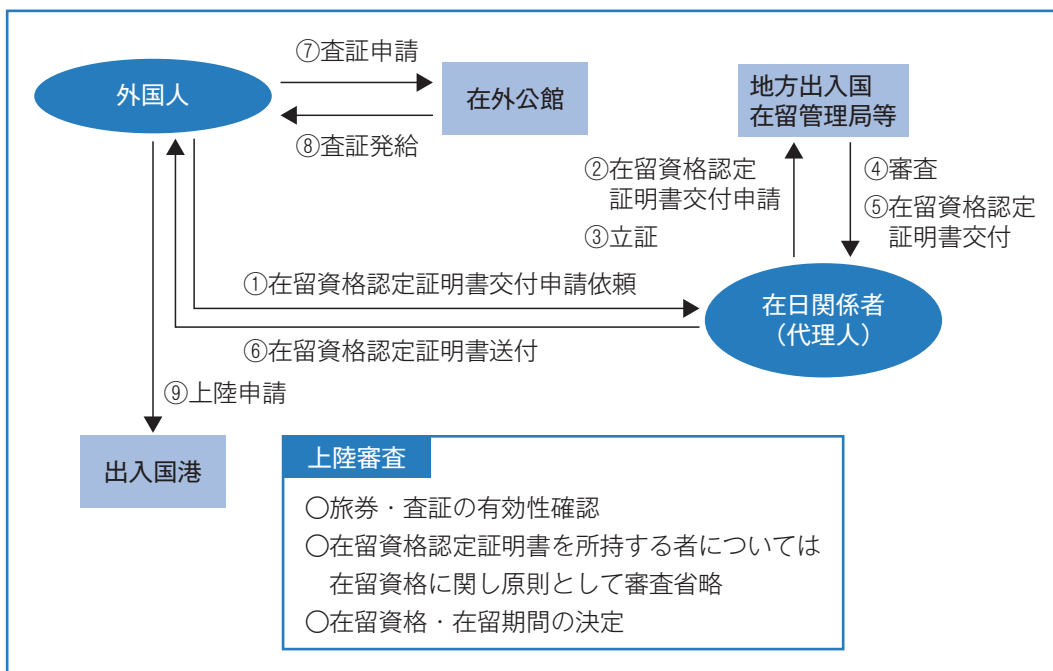 ⑦査証申請
外国人
在外公館
⑧査証発給
地方出入国
在留管理局等
②在留資格認定
証明書交付申請
③立証
④審査
⑤在留資格認定
証明書交付
①在留資格認定証明書交付申請依頼
在日関係者
（代理人）
⑥在留資格認定証明書送付
⑨上陸申請
出入国港
上陸審査
○旅券・査証の有効性確認
○在留資格認定証明書を所持する者については
在留資格に関し原則として審査省略
○在留資格・在留期間の決定